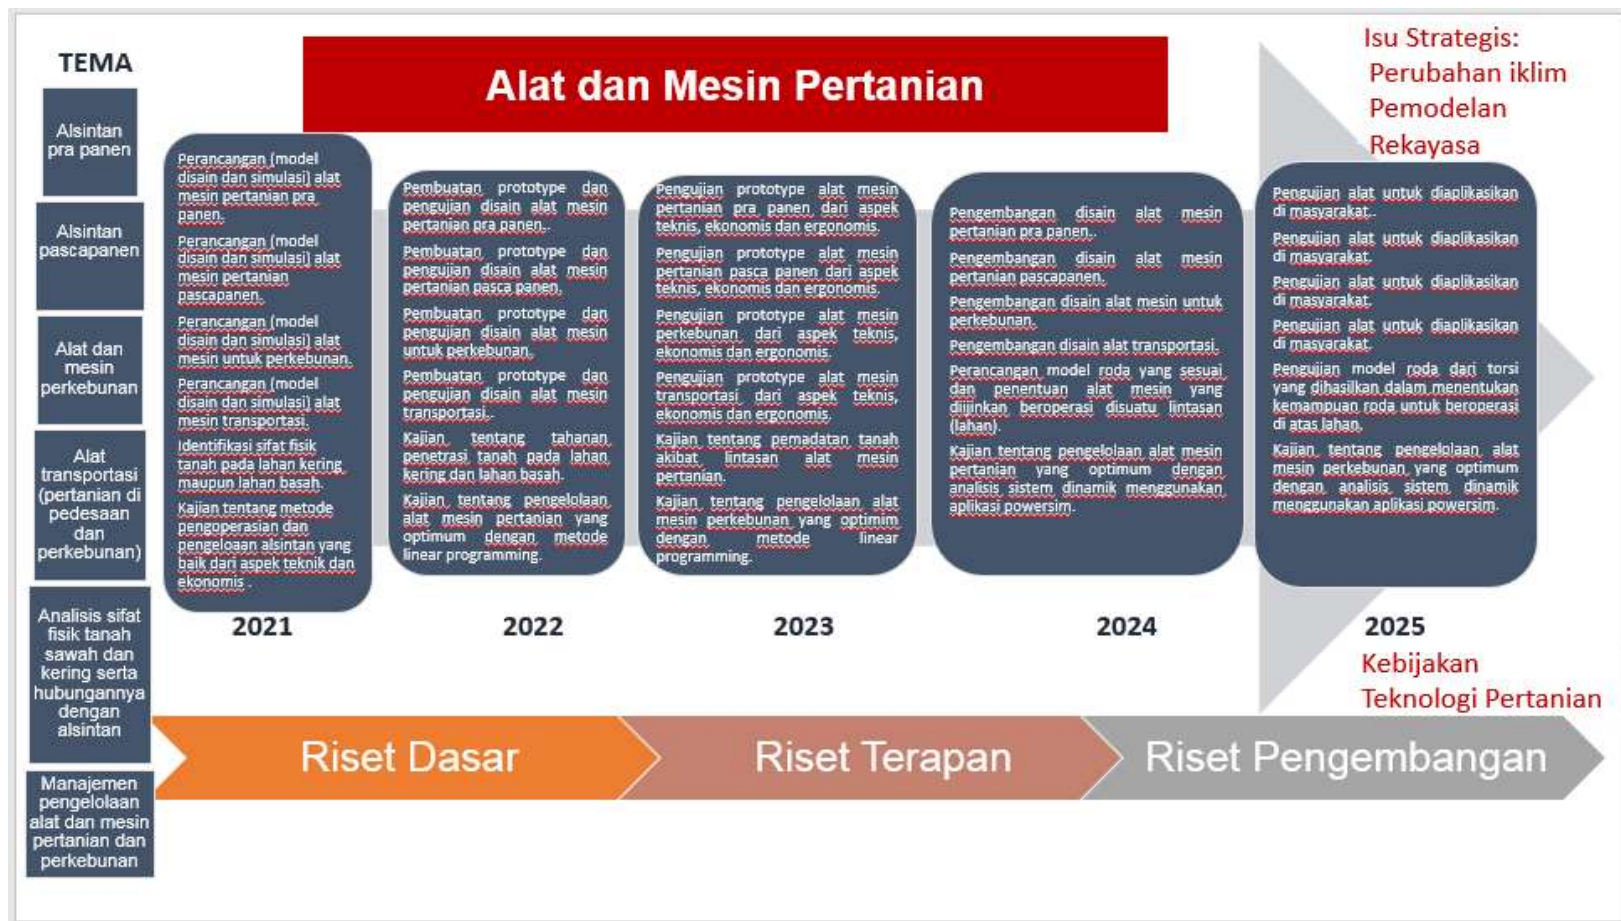 TEMA
Alat dan Mesin Pertanian
Isu Strategis:
Perubahan iklim
Pemodelan
Rekayasa
Alsintan
pra panen
Alsintan
pascapanen
Alat dan
mesin
perkebunan
Alat
transportasi
(pertanian di
pedesaan
dan
perkebunan)
Analisis sifat
fisik tanah
sawah dan
kering serta
hubungannya
dengan
alsintan
Manajemen
pengelolaan
alat dan mesin
pertanian dan
perkebunan
Perancangan (model
disain dan simulasi) alat
mesin pertanian pra
panen.
Perancangan (model
disain dan simulasi) alat
mesin pertanian
pascapanen.
Perancangan (model
disain dan simulasi) alat
mesin untuk perkebunan.
Perancangan (model
disain dan simulasi) alat
mesin transportasi.
Identifikasi sifat fisik
tanah pada lahan kering
maupun lahan basah.
Kajian tentang metode
pengoperasian dan
pengeloaan alsintan yang
baik dari aspek teknik dan
ekonomis .
2021
Pembuatan prototype dan
pengujian disain alat mesin
pertanian pra panen..
Pembuatan prototype dan
pengujian disain alat mesin
pertanian pasca panen.
Pembuatan prototype dan
pengujian disain alat mesin
untuk perkebunan.
Pembuatan prototype dan
pengujian disain alat mesin
transportasi..
Kajian tentang tahanan
penetrasi tanah pada lahan
kering dan lahan basah.
Kajian tentang pengelolaan
alat mesin pertanian yang
optimum dengan metode
linear programming.
2022
Pengujian prototype alat mesin
pertanian pra panen dari aspek
teknis, ekonomis dan ergonomis.
Pengujian prototype alat mesin
pertanian pasca panen dari aspek
teknis, ekonomis dan ergonomis.
Pengujian prototype alat mesin
perkebunan dari aspek teknis,
ekonomis dan ergonomis.
Pengujian prototype alat mesin
transportasi dari aspek teknis,
ekonomis dan ergonomis.
Kajian tentang pemadatan tanah
akibat lintasan alat mesin
pertanian.
Kajian tentang pengelolaan alat
mesin perkebunan yang optimim
dengan metode linear
programming.
2023
Pengembangan disain alat mesin
pertanian pra panen..
Pengembangan disain alat mesin
pertanian pascapanen.
Pengembangan disain alat mesin untuk
perkebunan.
Pengembangan disain alat transportasi.
Perancangan model roda yang sesuai
dan penentuan alat mesin yang
diijinkan beroperasi disuatu lintasan
(lahan).
Kajian tentang pengelolaan alat mesin
pertanian yang optimum dengan
analisis sistem dinamik menggunakan
aplikasi powersim.
2024
Pengujian alat untuk diaplikasikan
di masyarakat..
Pengujian alat untuk diaplikasikan
di masyarakat.
Pengujian alat untuk diaplikasikan
di masyarakat.
Pengujian alat untuk diaplikasikan
di masyarakat.
Pengujian model roda dari torsi
yang dihasilkan dalam menentukan
kemampuan roda untuk beroperasi
di atas lahan.
Kajian tentang pengelolaan alat
mesin perkebunan yang optimum
dengan analisis sistem dinamik
menggunakan aplikasi powersim.
2025
Kebijakan
Teknologi Pertanian
Riset Dasar
Riset Terapan
Riset Pengembangan